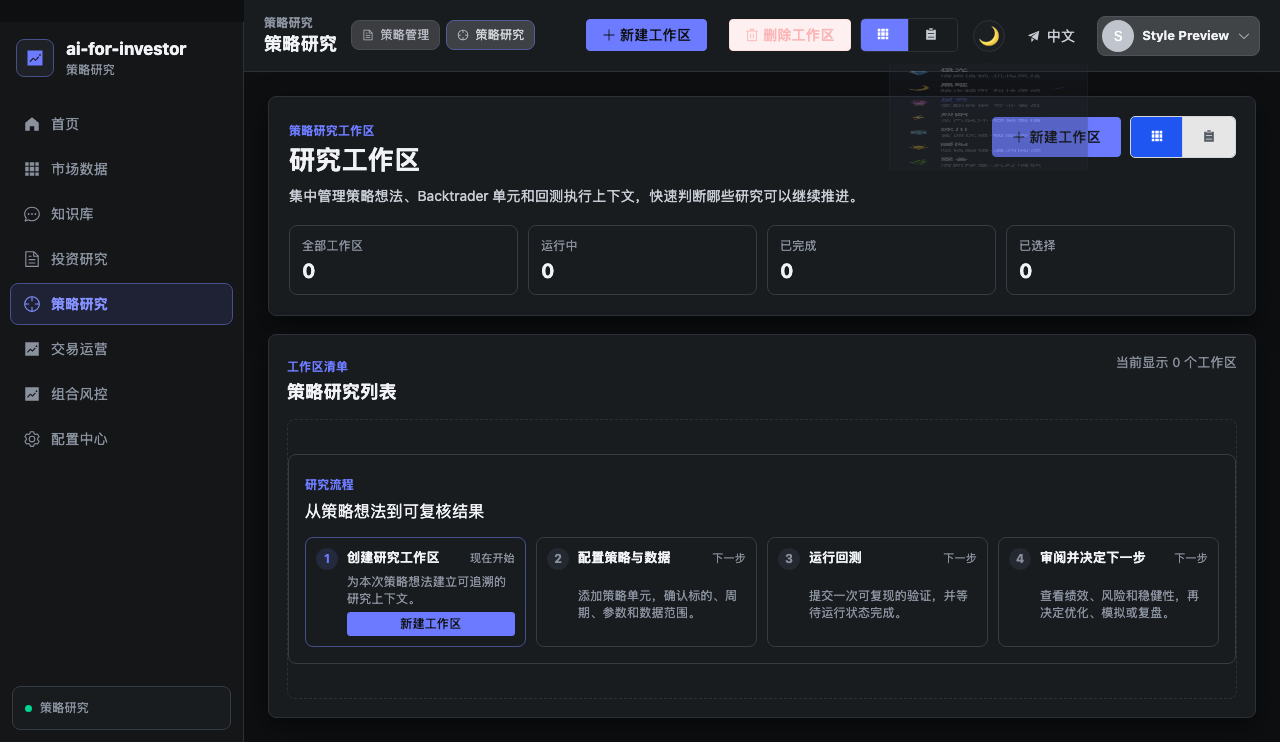 ai-for-investor
策略研究
首页
市场数据
知识库
投资研究
策略研究
交易运营
组合风控
配置中心
策略研究
策略研究
策略研究
策略管理
策略研究
新建工作区
删除工作区
中文
S
Style Preview
策略研究工作区
研究工作区
集中管理策略想法、Backtrader 单元和回测执行上下文，快速判断哪些研究可以继续推进。
新建工作区
全部工作区
0
运行中
0
已完成
0
已选择
0
工作区清单
策略研究列表
当前显示 0 个工作区
研究流程
从策略想法到可复核结果
1
创建研究工作区
现在开始
为本次策略想法建立可追溯的
研究上下文。
新建工作区
2
配置策略与数据
下一步
添加策略单元，确认标的、周
期、参数和数据范围。
3
运行回测
下一步
提交一次可复现的验证，并等
待运行状态完成。
4
审阅并决定下一步
下一步
查看绩效、风险和稳健性，再
决定优化、模拟或复盘。